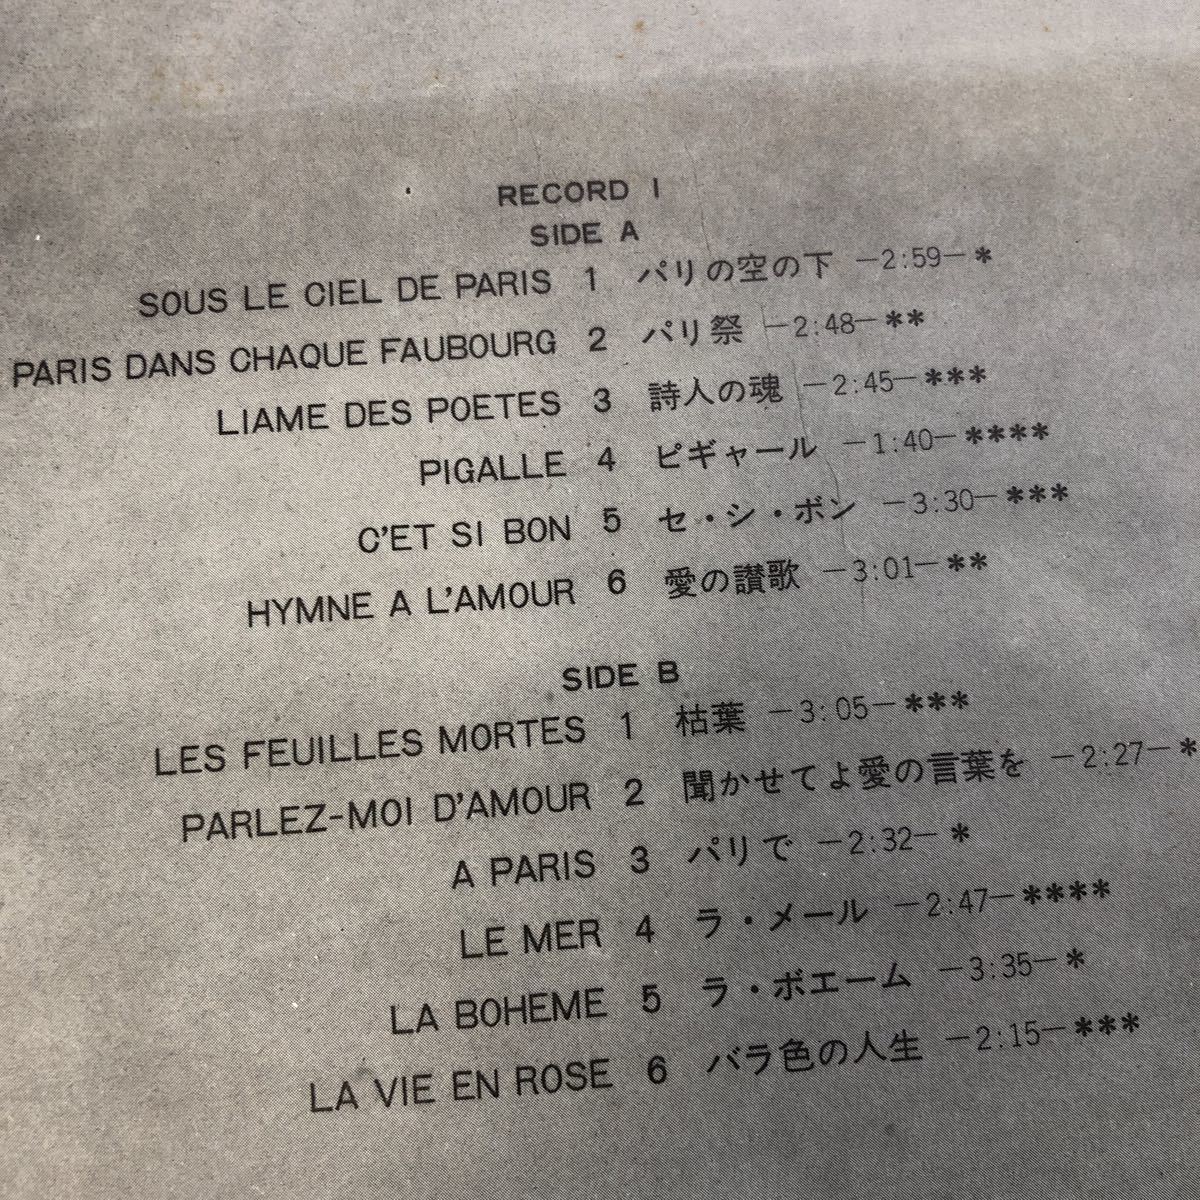 RECORD I
SIDE A
SOUS LE CIEL DE PARIS 1 パリの空の下 —2:59—*
PARIS DANS CHAQUE FAUBOURG 2 パリ祭 —2:48—**
LIAME DES POETES 3 詩人の魂 —2:45—***
PIGALLE 4 ピギャール —1:40—****
C'ET SI BON 5 セ・シ・ボン —3:30—***
HYMNE A L'AMOUR 6 愛の讃歌 —3:01—**
SIDE B
LES FEUILLES MORTES 1 枯葉 —3:05—***
PARLEZ-MOI D'AMOUR 2 聞かせてよ愛の言葉を —2:27—*
A PARIS 3 パリで —2:32—*
LE MER 4 ラ・メール —2:47—****
LA BOHEME 5 ラ・ボエーム —3:35—*
LA VIE EN ROSE 6 バラ色の人生 —2:15—***